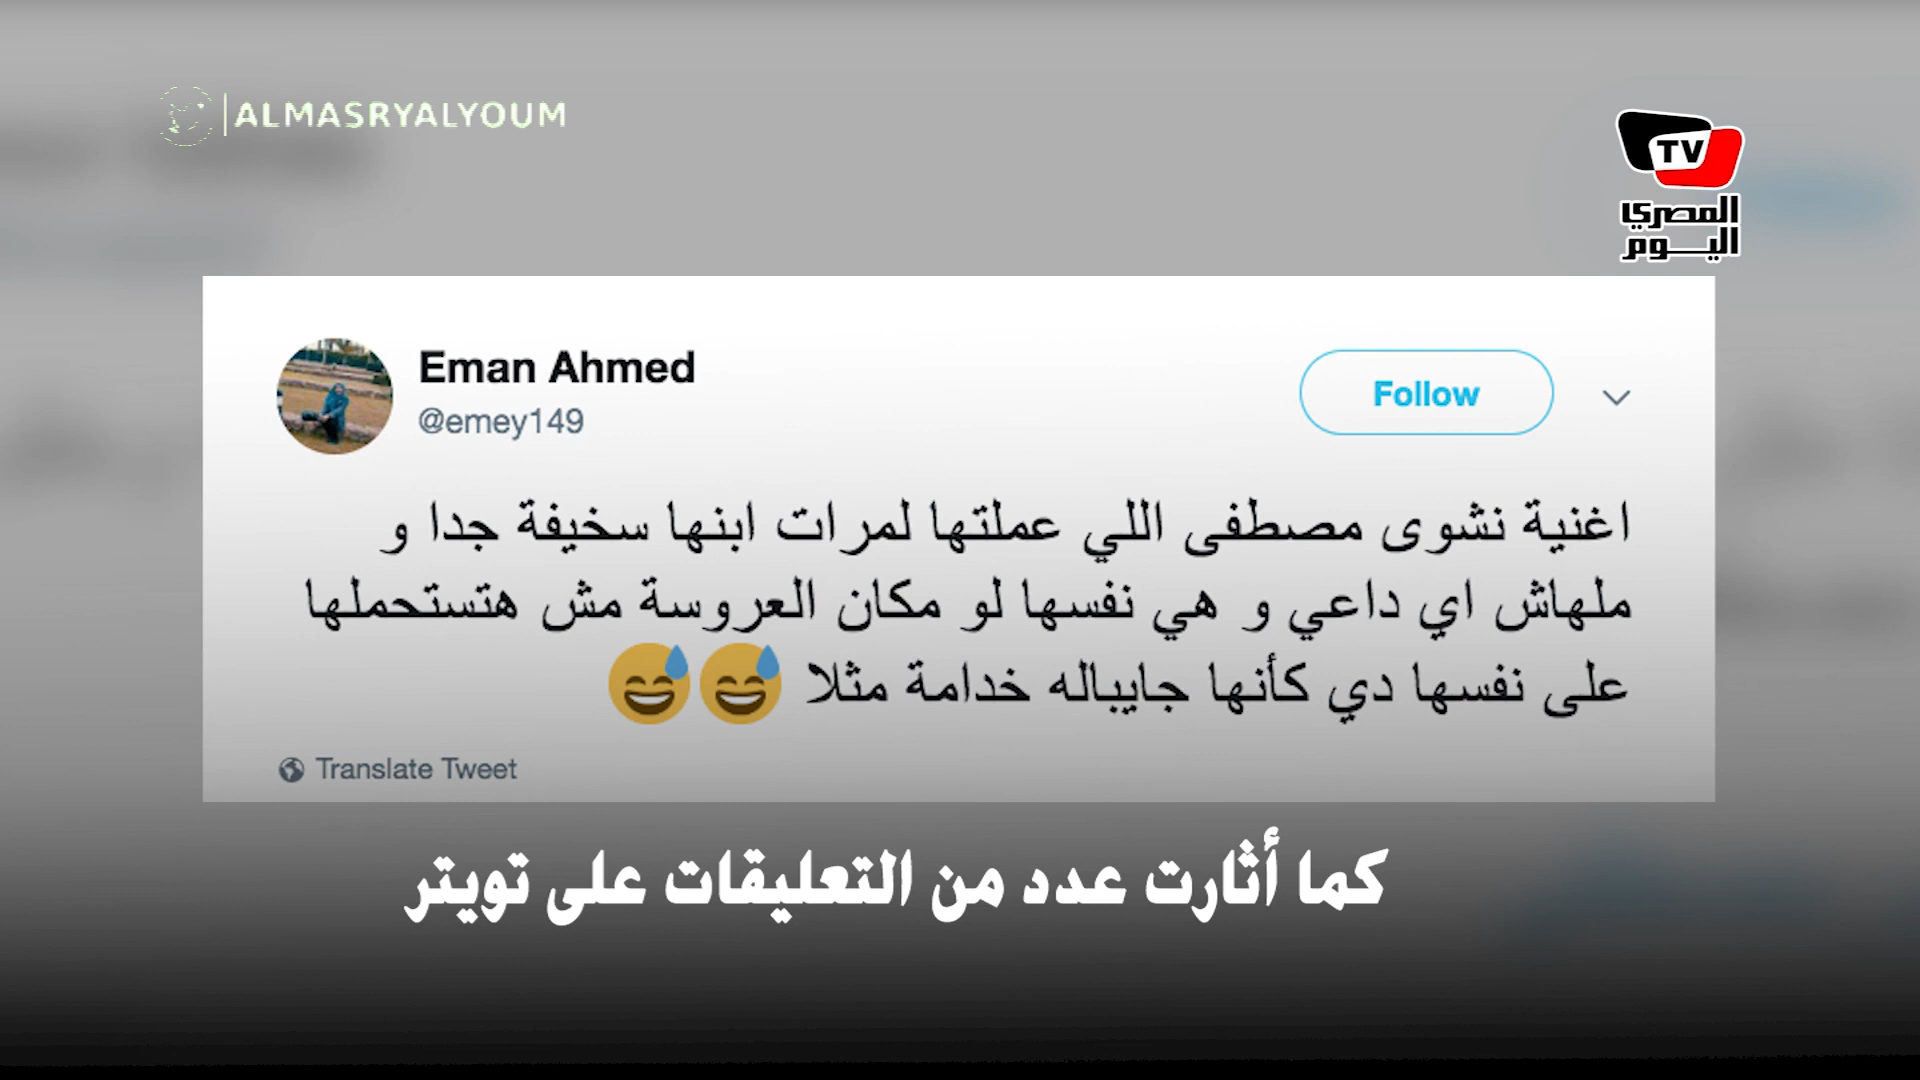 ALMASRYALYOUM
TV
المصري
اليوم
Eman Ahmed
@emey149
Follow
اغنية نشوى مصطفى اللي عملتها لمرات ابنها سخيفة جدا و
ملهاش اي داعي و هي نفسها لو مكان العروسة مش هتستحملها
على نفسها دي كأنها جايباله خدامة مثلا 😅😅
Translate Tweet
كما أثارت عدد من التعليقات على تويتر